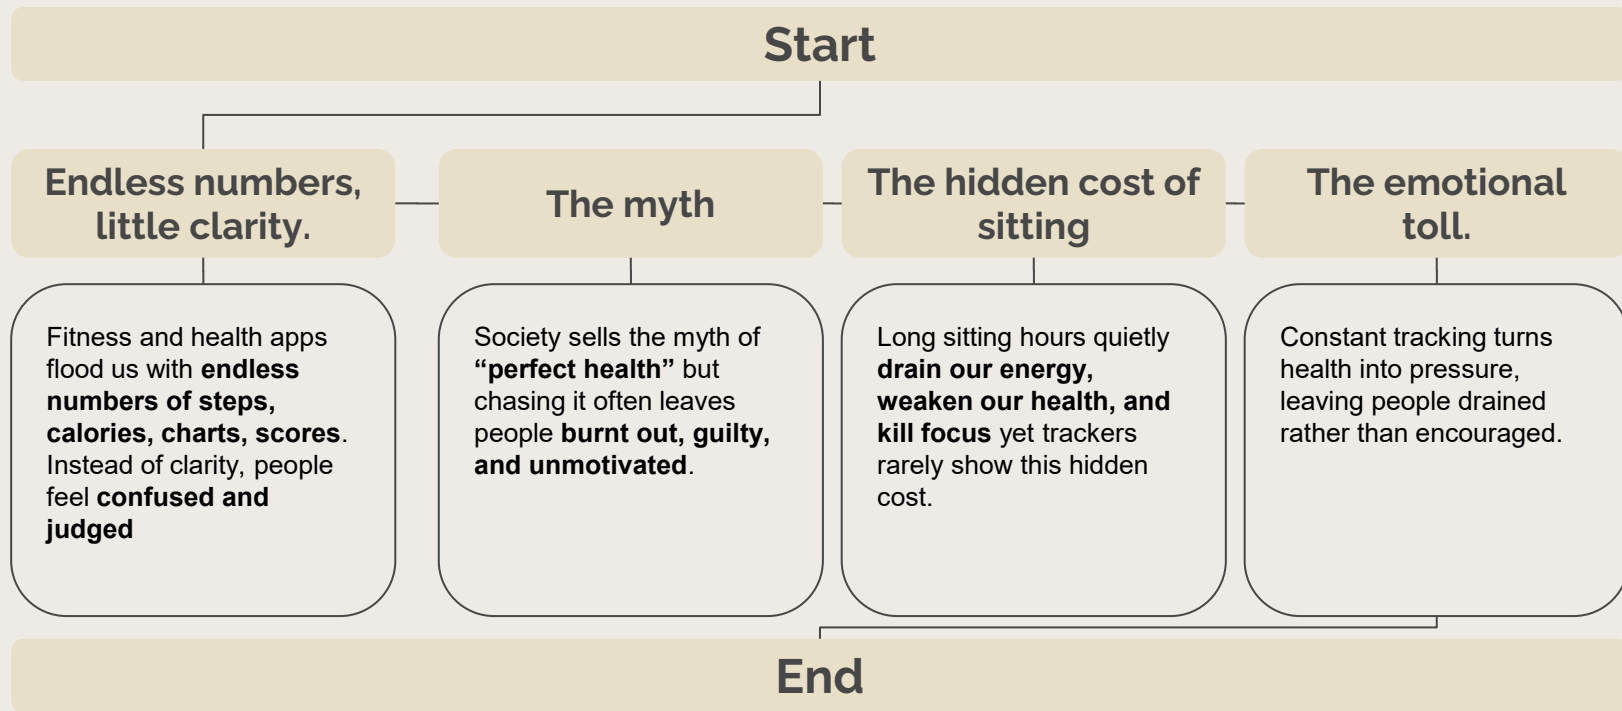 Start
Endless numbers,
little clarity.
The myth
The hidden cost of
sitting
The emotional
toll.
Fitness and health apps
flood us with endless
numbers of steps,
calories, charts, scores.
Instead of clarity, people
feel confused and
judged
Society sells the myth of
“perfect health” but
chasing it often leaves
people burnt out, guilty,
and unmotivated.
Long sitting hours quietly
drain our energy,
weaken our health, and
kill focus yet trackers
rarely show this hidden
cost.
Constant tracking turns
health into pressure,
leaving people drained
rather than encouraged.
End